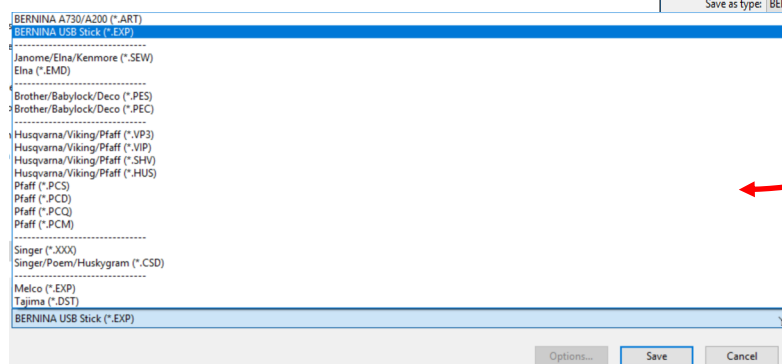 Save as type:
BERNINA A730/A200 (*.ART)
BERNINA USB Stick (*.EXP)
-------------------------------
Janome/Elna/Kenmore (*.SEW)
Elna (*.EMD)
-------------------------------
Brother/Babylock/Deco (*.PES)
Brother/Babylock/Deco (*.PEC)
-------------------------------
Husqvarna/Viking/Pfaff (*.VP3)
Husqvarna/Viking/Pfaff (*.VIP)
Husqvarna/Viking/Pfaff (*.SHV)
Husqvarna/Viking/Pfaff (*.HUS)
Pfaff (*.PCS)
Pfaff (*.PCD)
Pfaff (*.PCQ)
Pfaff (*.PCM)
-------------------------------
Singer (*.XXX)
Singer/Poem/Huskygram (*.CSD)
-------------------------------
Melco (*.EXP)
Tajima (*.DST)
BERNINA USB Stick (*.EXP)
Options... Save Cancel